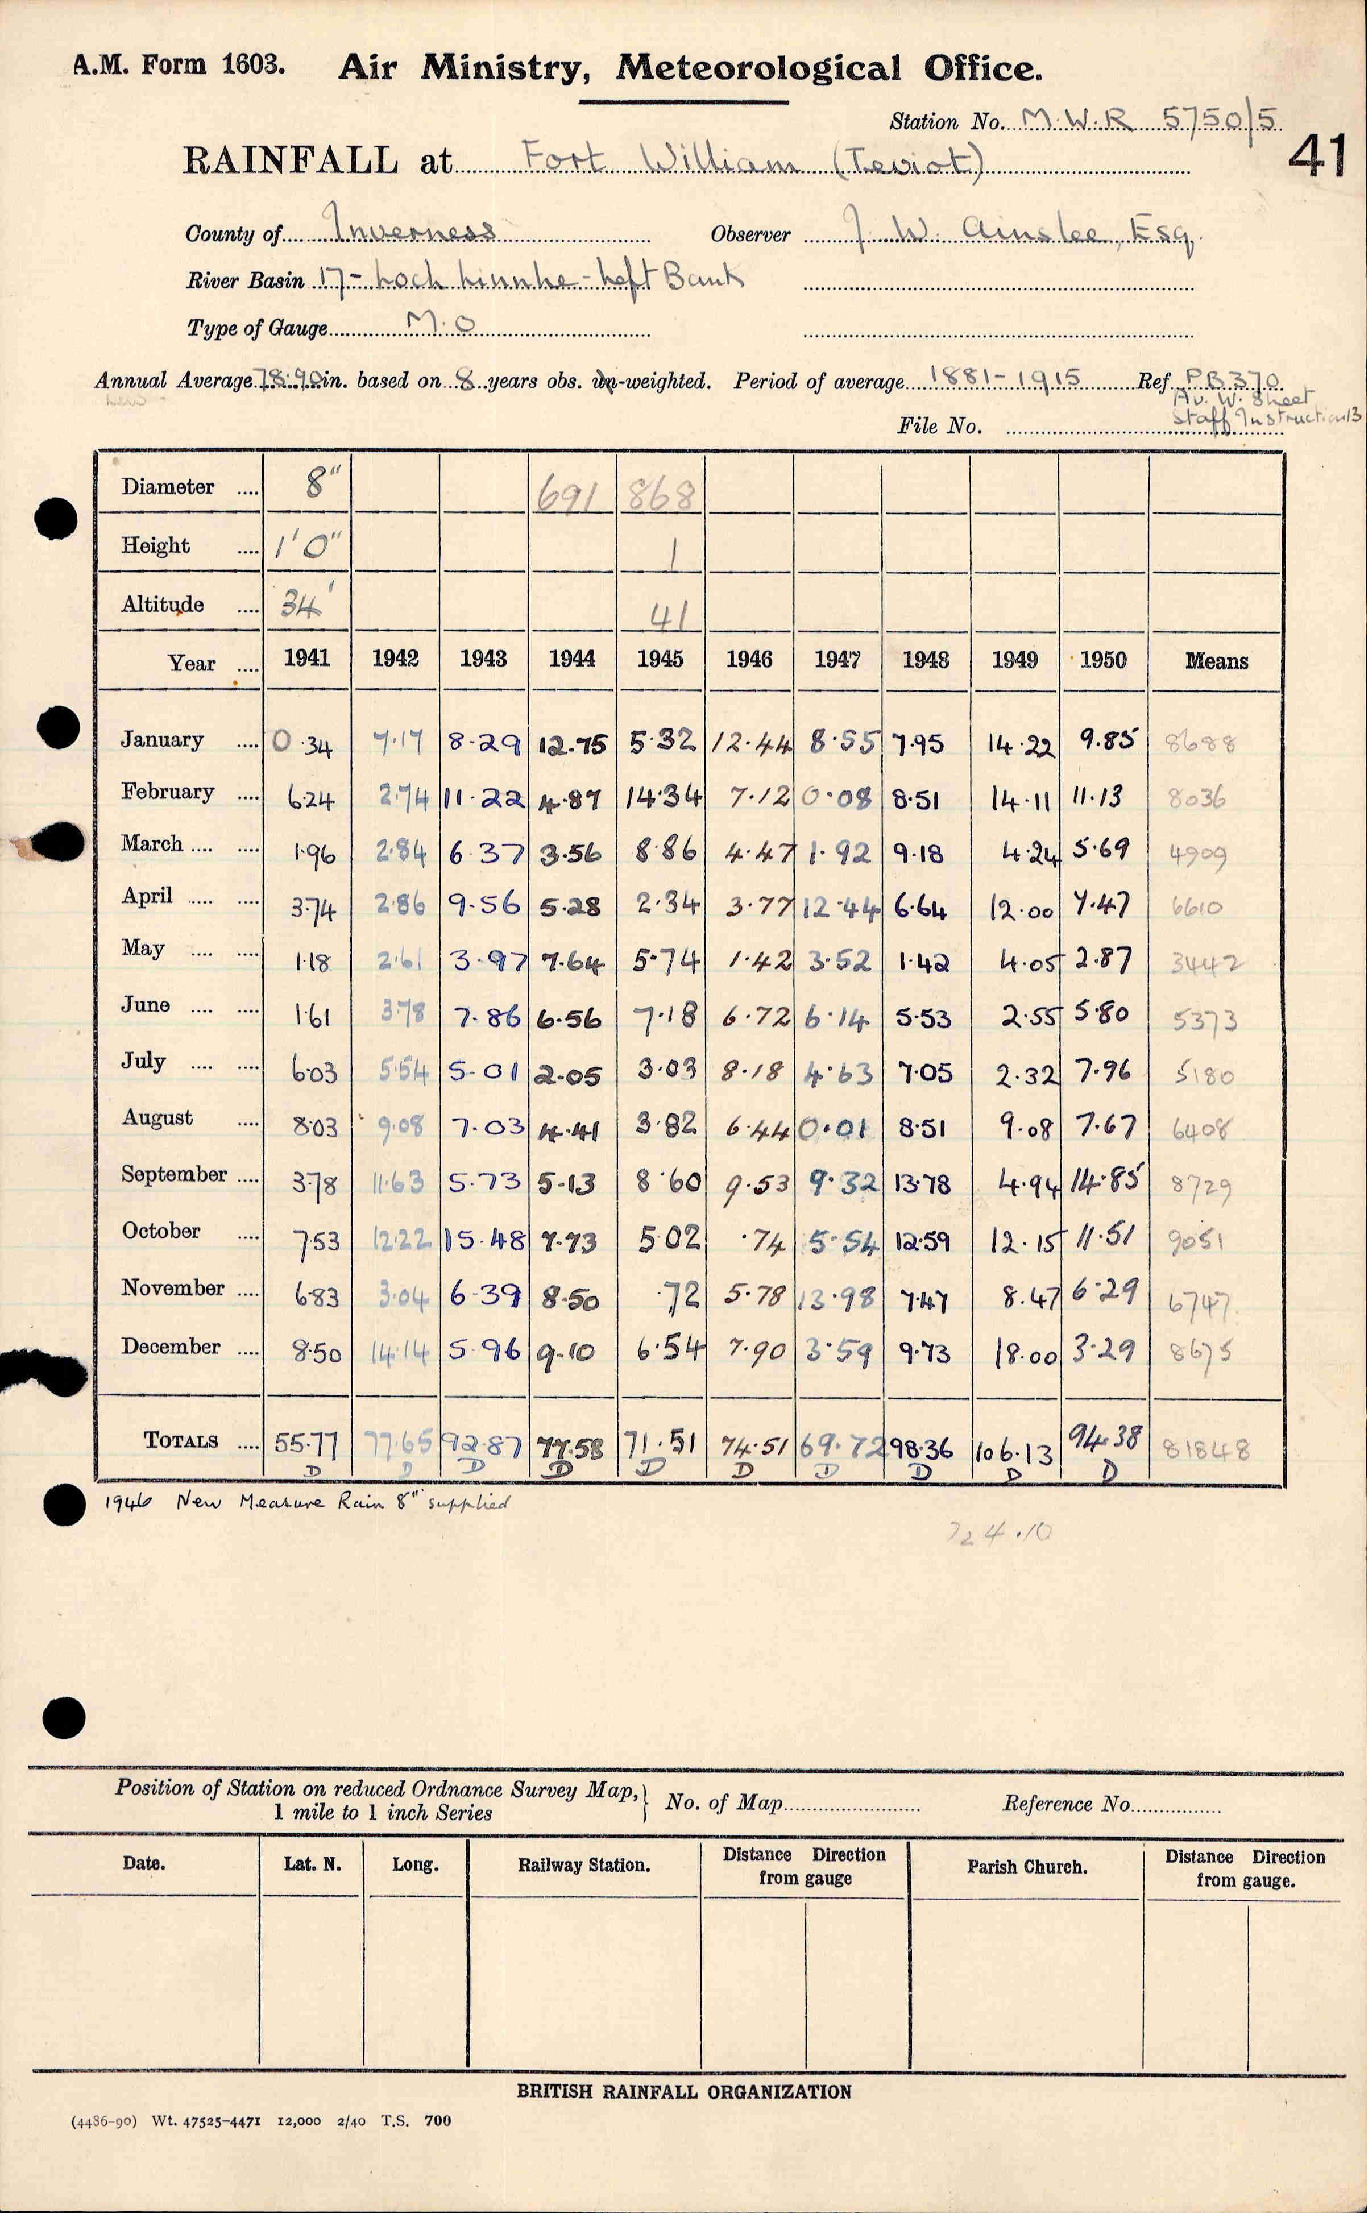 A.M. Form 1603. Air Ministry, Meteorological Office.
Station No. M.W.R 5750/5
41
RAINFALL at Fort William (Teviot)
County of Inverness Observer J. W. Ainslee, Esq.
River Basin 17 - Loch Linnhe - Left Bank
Type of Gauge M.O
Annual Average 78.90 in. based on 8 years obs. un-weighted. Period of average 1881-1915 Ref. PB370
Av. W. Sheet
File No. Staff Instruction 13
Diameter .... 8" 691 868
Height .... 1'0" 1
Altitude .... 34' 41
Year .... 1941 1942 1943 1944 1945 1946 1947 1948 1949 1950 Means
January .... 0.34 7.17 8.29 12.75 5.32 12.44 8.55 7.95 14.22 9.85 8688
February .... 6.24 2.74 11.22 4.87 14.34 7.12 0.08 8.51 14.11 11.13 8036
March .... .... 1.96 2.84 6.37 3.56 8.86 4.47 1.92 9.18 4.24 5.69 4909
April .... .... 3.74 2.86 9.56 5.28 2.34 3.77 12.44 6.64 12.00 7.47 6610
May .... .... 1.18 2.61 3.97 7.64 5.74 1.42 3.52 1.42 4.05 2.87 3442
June .... .... 1.61 3.78 7.86 6.56 7.18 6.72 6.14 5.53 2.55 5.80 5373
July .... .... 6.03 5.54 5.01 2.05 3.03 8.18 4.63 7.05 2.32 7.96 5180
August .... 8.03 9.08 7.03 4.41 3.82 6.44 0.01 8.51 9.08 7.67 6408
September .... 3.78 11.63 5.73 5.13 8.60 9.53 9.32 13.78 4.94 14.85 8729
October .... 7.53 12.22 15.48 7.73 5.02 .74 5.54 12.59 12.15 11.51 9051
November .... 6.83 3.04 6.39 8.50 .72 5.78 13.98 7.47 8.47 6.29 6747
December .... 8.50 14.14 5.96 9.10 6.54 7.90 3.59 9.73 18.00 3.29 8675
TOTALS .... 55.77 77.65 92.87 77.58 71.51 74.51 69.72 98.36 106.13 94.38 81848
D D D D D D D D D D
1946 New Measure Rain 8" supplied
724.10
Position of Station on reduced Ordnance Survey Map, 1 mile to 1 inch Series } No. of Map Reference No.
Date. Lat. N. Long. Railway Station. Distance from gauge Direction Parish Church. Distance from gauge. Direction
BRITISH RAINFALL ORGANIZATION
(4486-90) Wt. 47525-4471 12,000 2/40 T.S. 700